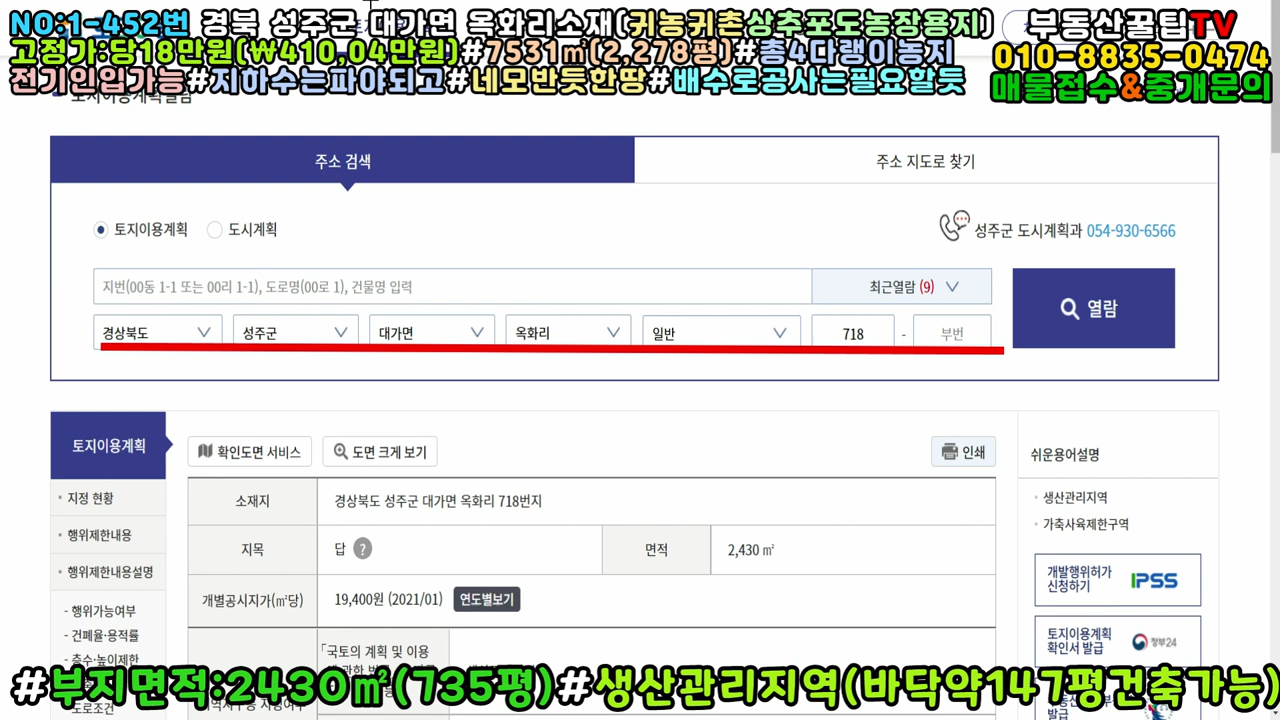 NO:1-452번 경북 성주군 대가면 옥화리소재(귀농귀촌상추포도농장용지)
부동산꿀팁TV
고정가:당18만원(₩410,04만원)#7531㎡(2,278평)#총4다랭이농지
010-8835-0474
전기인입가능#지하수는파야되고#네모반듯한땅#배수로공사는필요할듯
매물접수&중개문의
주소 검색
주소 지도로 찾기
토지이용계획
도시계획
성주군 도시계획과 054-930-6566
지번(00동 1-1 또는 00리 1-1), 도로명(00로 1), 건물명 입력
최근열람 (9)
열람
경상북도 성주군 대가면 옥화리 일반 718 - 부번
토지이용계획
확인도면 서비스
도면 크게 보기
인쇄
쉬운용어설명
지정 현황
소재지
경상북도 성주군 대가면 옥화리 718번지
· 생산관리지역
· 가축사육제한구역
행위제한내용
지목
답 ?
면적
2,430 ㎡
행위제한내용설명
개별공시지가(㎡당)
19,400원 (2021/01)
연도별보기
개발행위허가
신청하기
IPSS
- 행위가능여부
- 건폐율·용적률
- 층수·높이제한
「국토의 계획 및 이용
토지이용계획
확인서 발급
정부24
#부지면적:2430㎡(735평)#생산관리지역(바닥약147평건축가능)
도로조건
발급